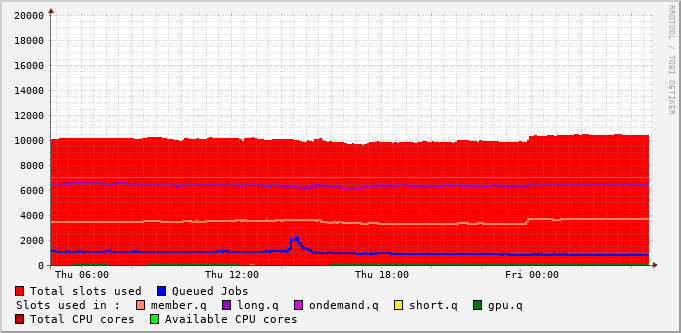 RRDTOOL / TOBI OETIKER
20000
18000
16000
14000
12000
10000
8000
6000
4000
2000
0
Thu 06:00 Thu 12:00 Thu 18:00 Fri 00:00
Total slots used Queued Jobs
Slots used in : member.q long.q ondemand.q short.q gpu.q
Total CPU cores Available CPU cores